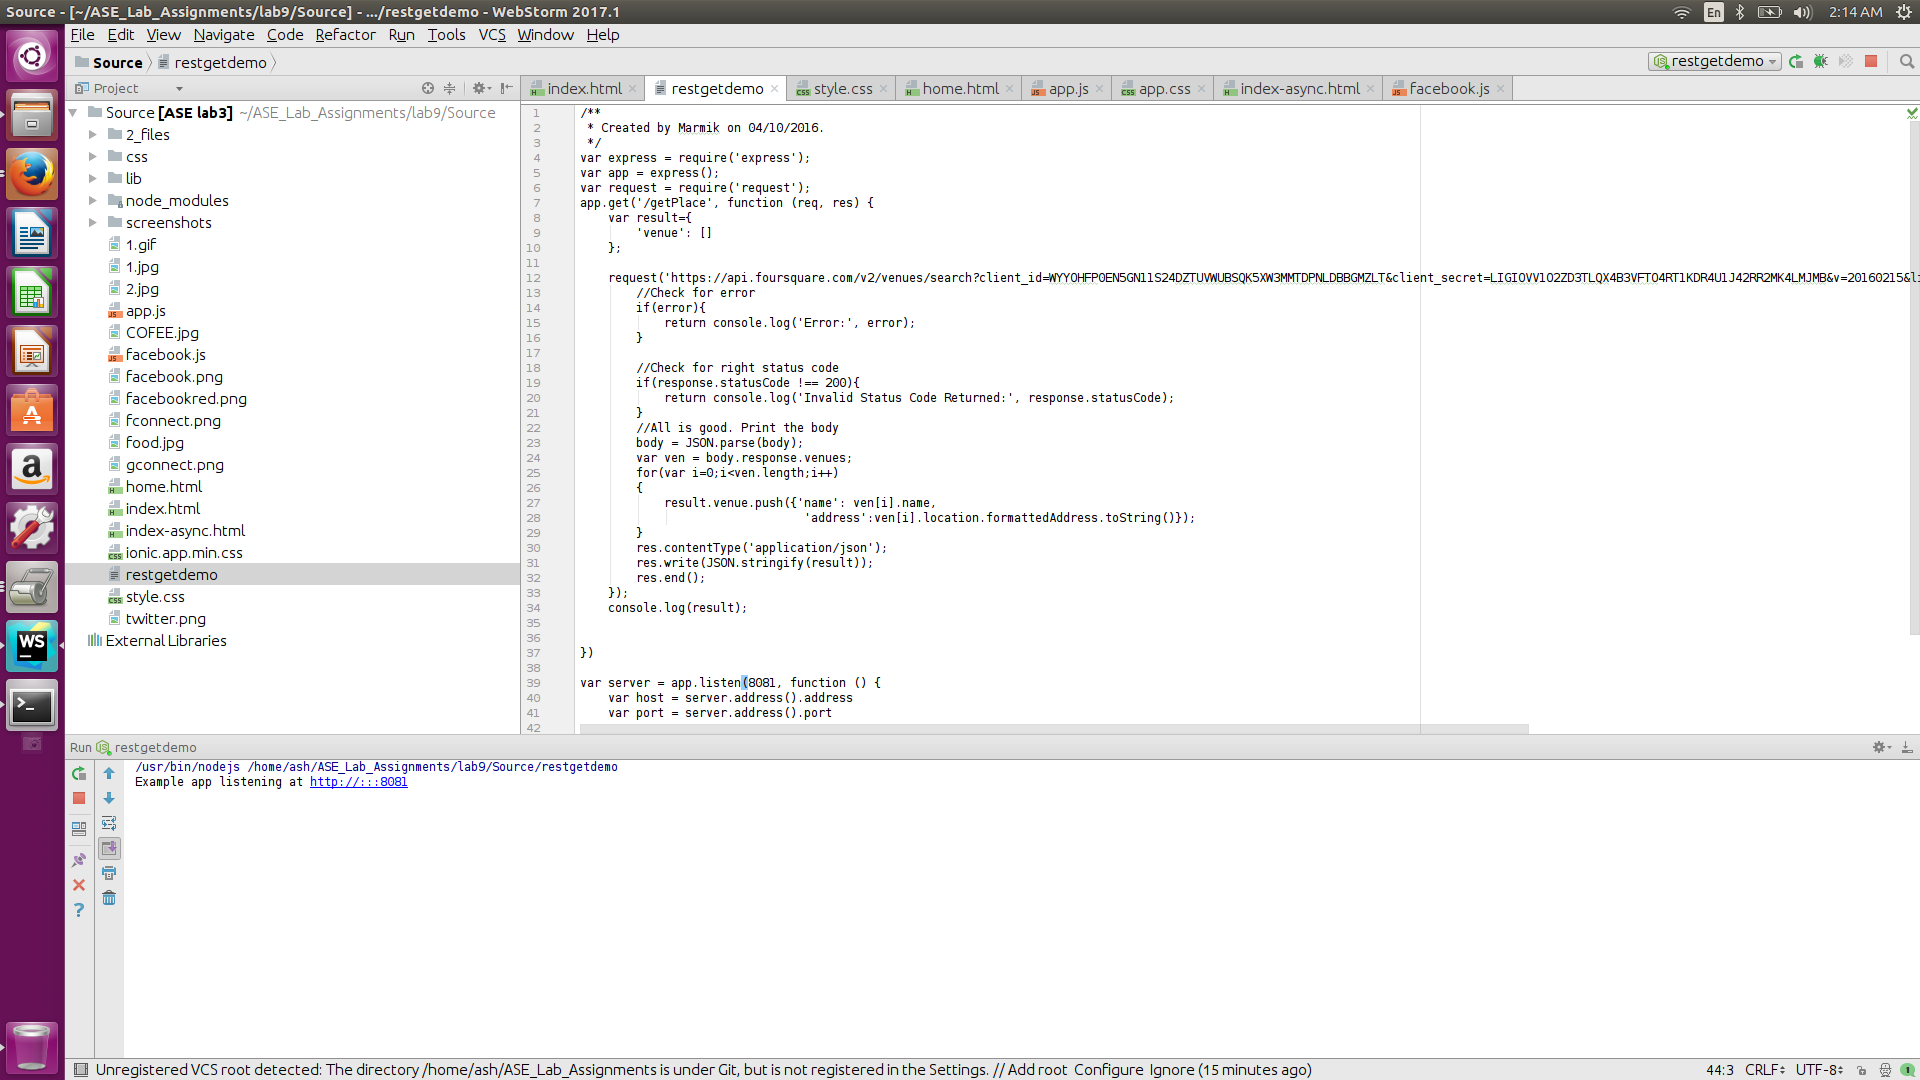 Source - [~/ASE_Lab_Assignments/lab9/Source] - .../restgetdemo - WebStorm 2017.1
En
2:14 AM
File Edit View Navigate Code Refactor Run Tools VCS Window Help
Source restgetdemo
restgetdemo
Project
index.html restgetdemo style.css home.html app.js app.css index-async.html facebook.js
Source [ASE lab3] ~/ASE_Lab_Assignments/lab9/Source
2_files
css
lib
node_modules
screenshots
1.gif
1.jpg
2.jpg
app.js
COFEE.jpg
facebook.js
facebook.png
facebookred.png
fconnect.png
food.jpg
gconnect.png
home.html
index.html
index-async.html
ionic.app.min.css
restgetdemo
style.css
twitter.png
External Libraries
1 /**
2 * Created by Marmik on 04/10/2016.
3 */
4 var express = require('express');
5 var app = express();
6 var request = require('request');
7 app.get('/getPlace', function (req, res) {
8 var result={
9 'venue': []
10 };
11
12 request('https://api.foursquare.com/v2/venues/search?client_id=WYYOHFP0EN5GN11S24DZTUVWUBSQK5XW3MMTDPNLDBBGMZLT&client_secret=LIGIOVV1O2ZD3TLQX4B3VFTO4RT1KDR4U1J42RR2MK4LMJMB&v=20160215&li
13 //Check for error
14 if(error){
15 return console.log('Error:', error);
16 }
17
18 //Check for right status code
19 if(response.statusCode !== 200){
20 return console.log('Invalid Status Code Returned:', response.statusCode);
21 }
22 //All is good. Print the body
23 body = JSON.parse(body);
24 var ven = body.response.venues;
25 for(var i=0;i<ven.length;i++)
26 {
27 result.venue.push({'name': ven[i].name,
28 'address':ven[i].location.formattedAddress.toString()});
29 }
30 res.contentType('application/json');
31 res.write(JSON.stringify(result));
32 res.end();
33 });
34 console.log(result);
35
36
37 })
38
39 var server = app.listen(8081, function () {
40 var host = server.address().address
41 var port = server.address().port
42
Run restgetdemo
/usr/bin/nodejs /home/ash/ASE_Lab_Assignments/lab9/Source/restgetdemo
Example app listening at http://:::8081
Unregistered VCS root detected: The directory /home/ash/ASE_Lab_Assignments is under Git, but is not registered in the Settings. // Add root Configure Ignore (15 minutes ago)
44:3 CRLF UTF-8 1